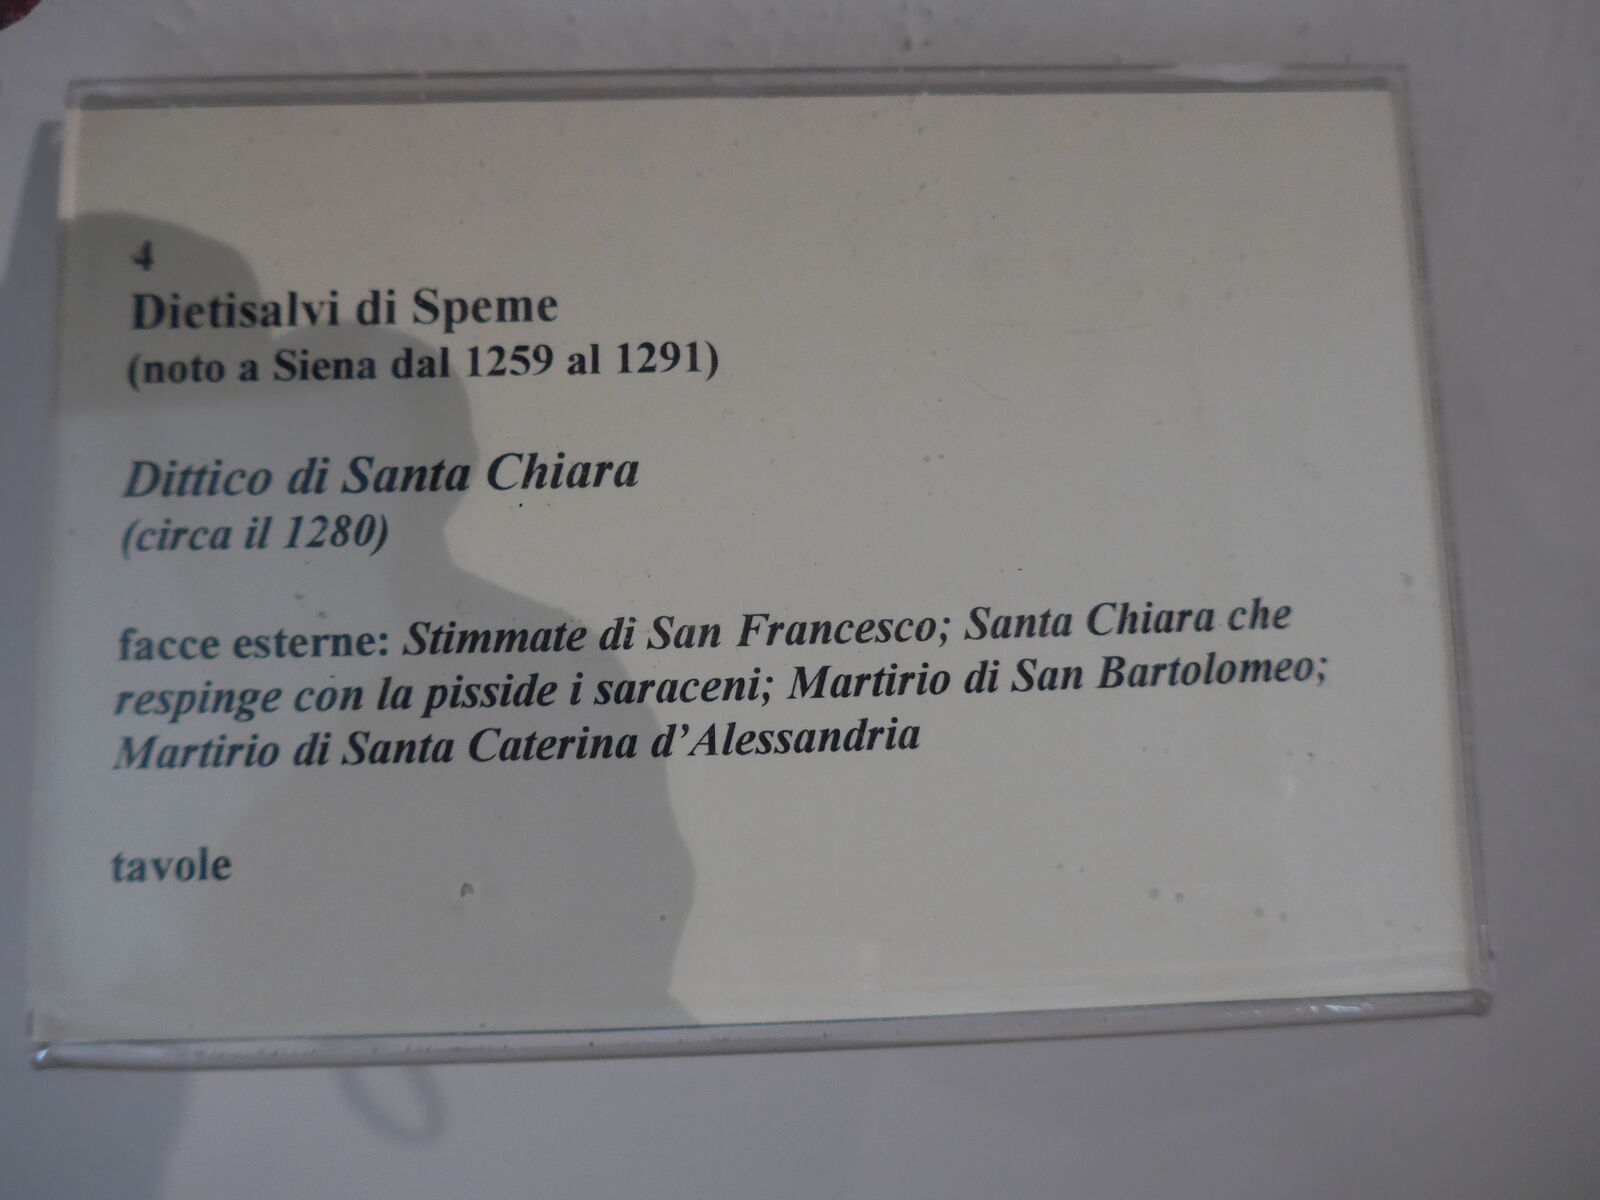 4
Dietisalvi di Speme
(noto a Siena dal 1259 al 1291)
Dittico di Santa Chiara
(circa il 1280)
facce esterne: Stimmate di San Francesco; Santa Chiara che
respinge con la pisside i saraceni; Martirio di San Bartolomeo;
Martirio di Santa Caterina d’Alessandria
tavole